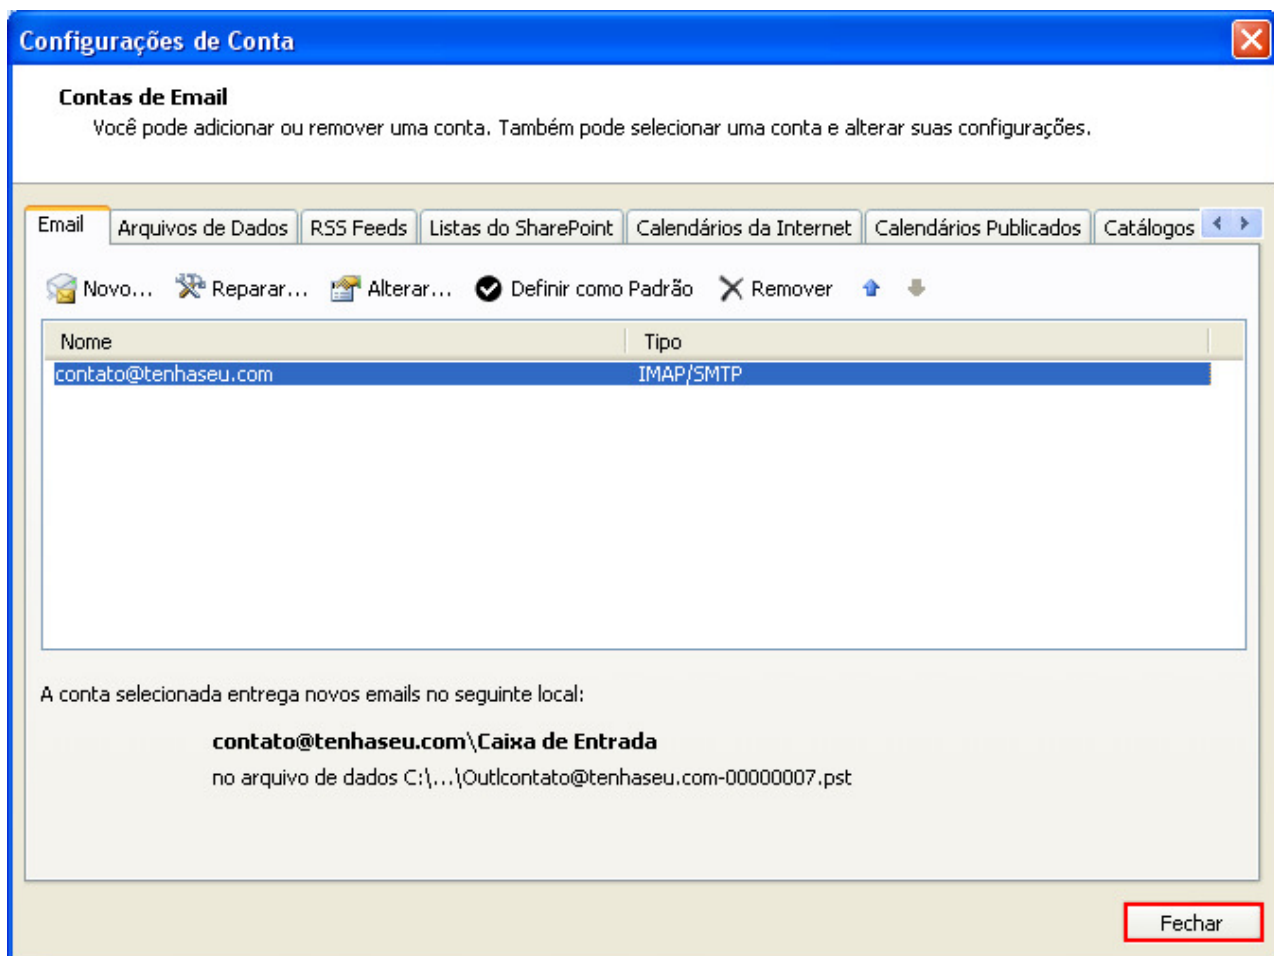 Configurações de Conta
Contas de Email
Você pode adicionar ou remover uma conta. Também pode selecionar uma conta e alterar suas configurações.
Email Arquivos de Dados RSS Feeds Listas do SharePoint Calendários da Internet Calendários Publicados Catálogos
Novo... Reparar... Alterar... Definir como Padrão Remover
Nome Tipo
contato@tenhaseu.com IMAP/SMTP
A conta selecionada entrega novos emails no seguinte local:
contato@tenhaseu.com\Caixa de Entrada
no arquivo de dados C:\...\Outlcontato@tenhaseu.com-00000007.pst
Fechar